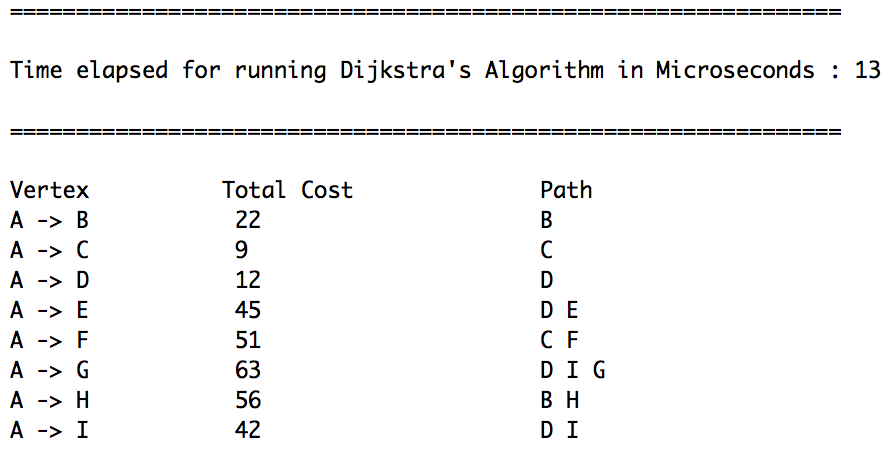 ===============================================================
Time elapsed for running Dijkstra's Algorithm in Microseconds : 13
===============================================================
Vertex          Total Cost              Path
A -> B           22                     B
A -> C           9                      C
A -> D           12                     D
A -> E           45                     D E
A -> F           51                     C F
A -> G           63                     D I G
A -> H           56                     B H
A -> I           42                     D I